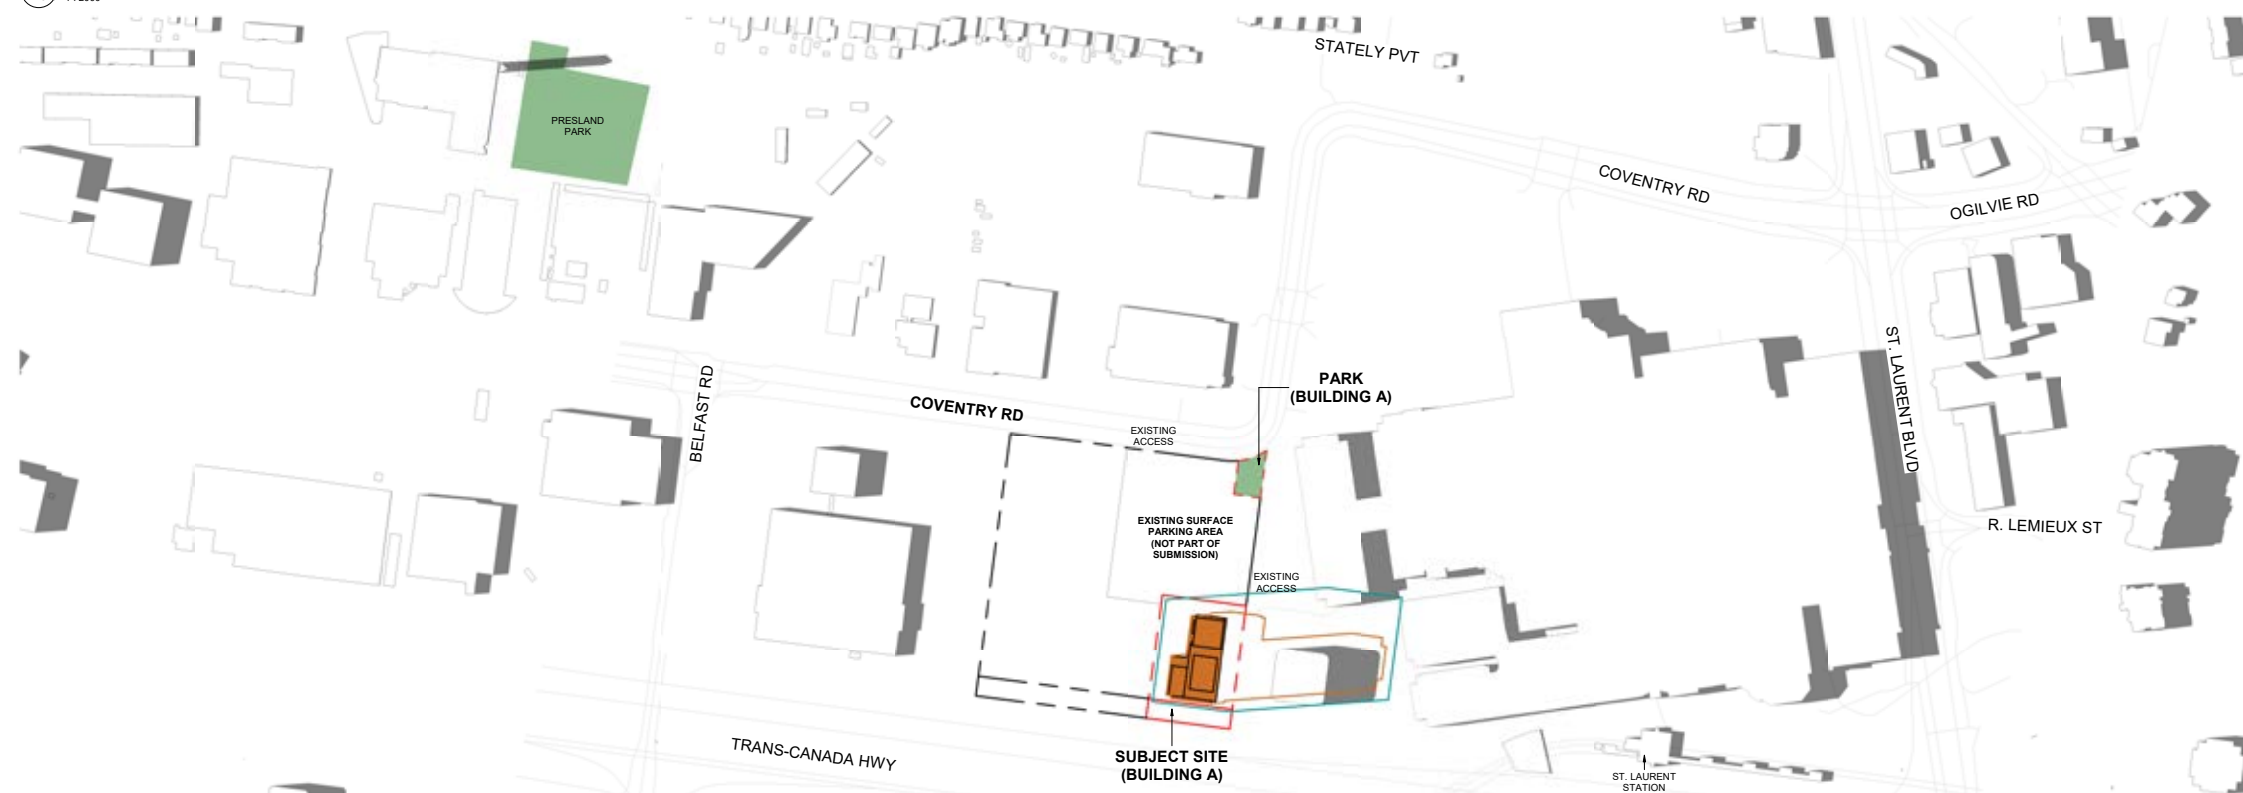 STATELY PVT
PRESLAND
PARK
COVENTRY RD
OGILVIE RD
ST. LAURENT BLVD
BELFAST RD
PARK
(BUILDING A)
COVENTRY RD
EXISTING
ACCESS
EXISTING SURFACE
PARKING AREA
(NOT PART OF
SUBMISSION)
R. LEMIEUX ST
EXISTING
ACCESS
TRANS-CANADA HWY
SUBJECT SITE
(BUILDING A)
ST. LAURENT
STATION